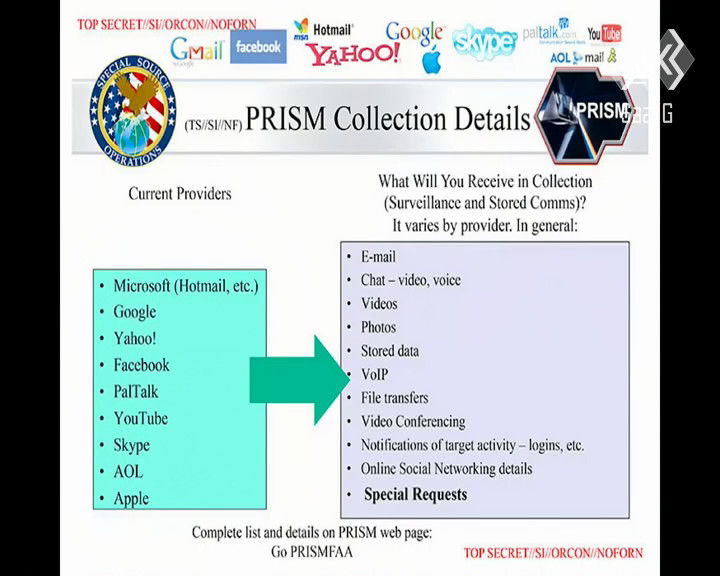 TOP SECRET//SI//ORCON//NOFORN
Gmail
facebook
msn Hotmail
YAHOO!
Google
skype
paltalk.com
YouTube
AOL mail
SPECIAL SOURCE OPERATIONS
(TS//SI//NF) PRISM Collection Details
PRISM
Current Providers
• Microsoft (Hotmail, etc.)
• Google
• Yahoo!
• Facebook
• PalTalk
• YouTube
• Skype
• AOL
• Apple
What Will You Receive in Collection
(Surveillance and Stored Comms)?
It varies by provider. In general:
• E-mail
• Chat – video, voice
• Videos
• Photos
• Stored data
• VoIP
• File transfers
• Video Conferencing
• Notifications of target activity – logins, etc.
• Online Social Networking details
• Special Requests
Complete list and details on PRISM web page:
Go PRISMFAA
TOP SECRET//SI//ORCON//NOFORN